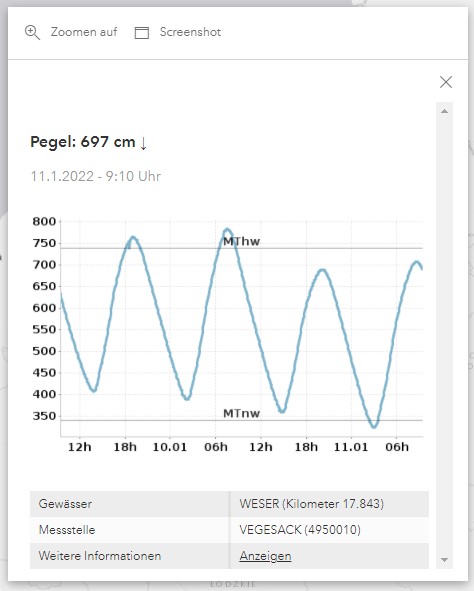 Zoomen auf Screenshot
Pegel: 697 cm ↓
11.1.2022 - 9:10 Uhr
800
750
700
650
600
550
500
450
400
350
MThw
MTnw
12h 18h 10.01 06h 12h 18h 11.01 06h
Gewässer WESER (Kilometer 17.843)
Messstelle VEGESACK (4950010)
Weitere Informationen Anzeigen
ŁÓDZKIE